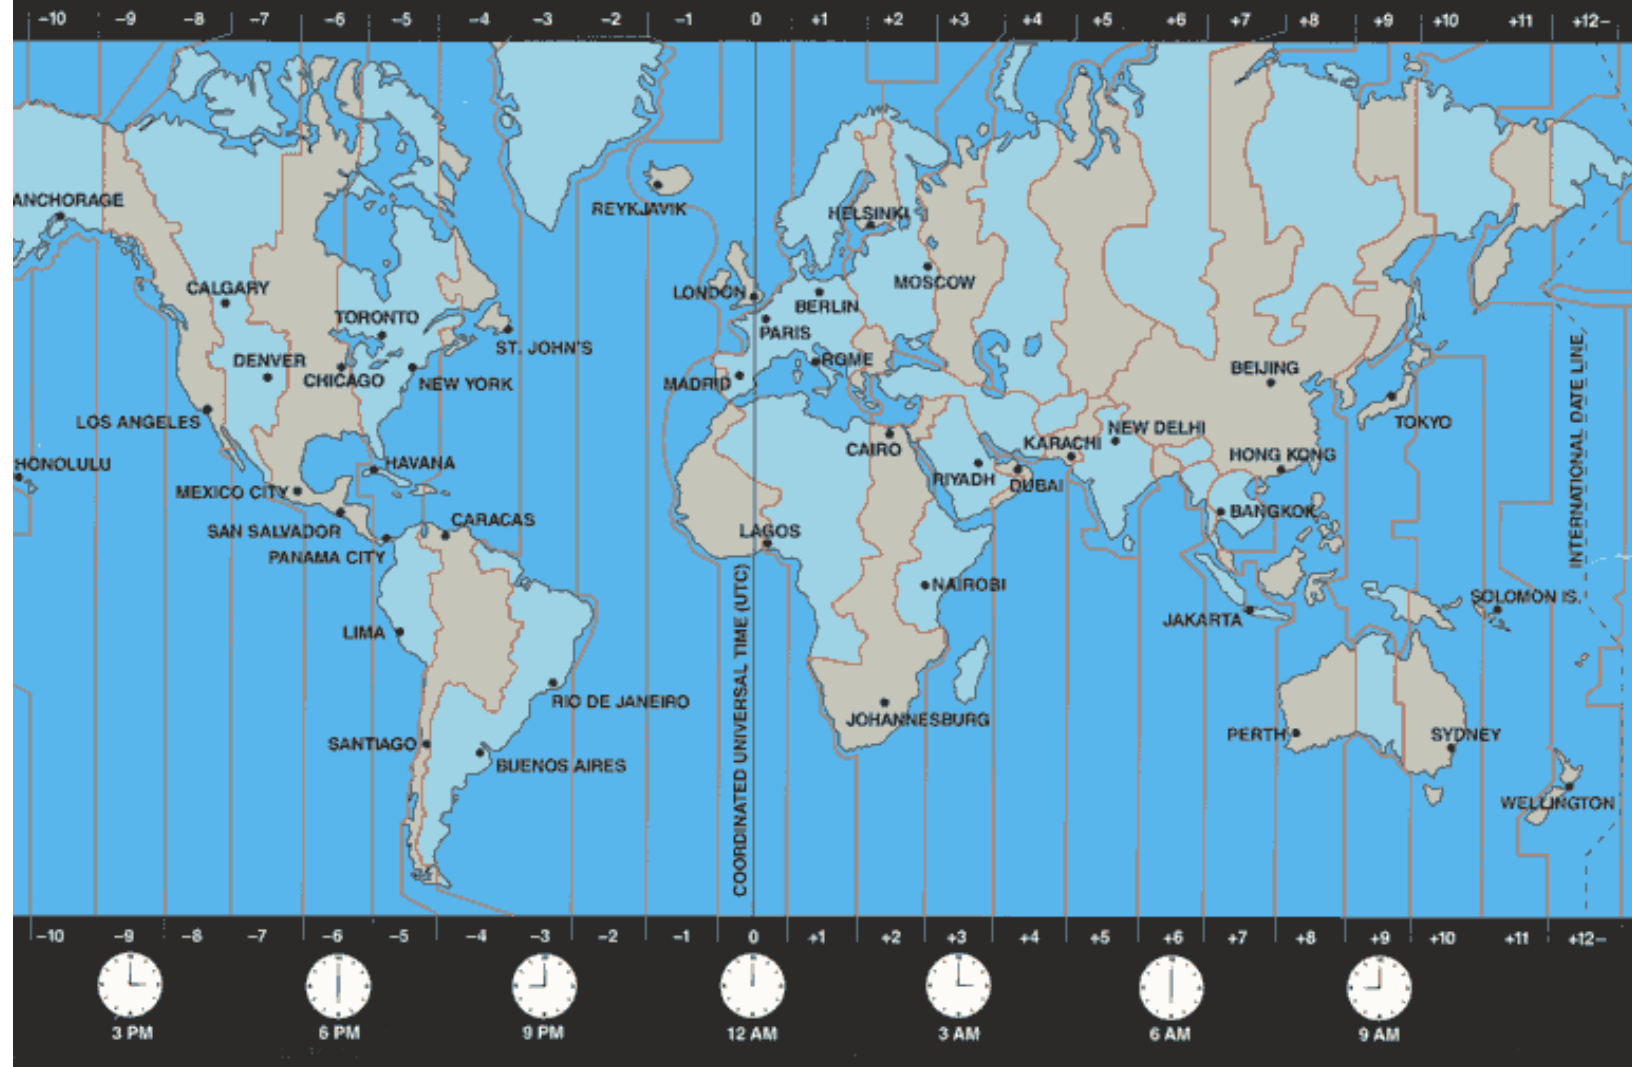 -10 -9 -8 -7 -6 -5 -4 -3 -2 -1 0 +1 +2 +3 +4 +5 +6 +7 +8 +9 +10 +11 +12-
ANCHORAGE
REYKJAVIK
HELSINKI
MOSCOW
CALGARY
LONDON
BERLIN
TORONTO
PARIS
ST. JOHN'S
DENVER
CHICAGO
NEW YORK
MADRID
ROME
BEIJING
LOS ANGELES
TOKYO
CAIRO
KARACHI
NEW DELHI
HONOLULU
HAVANA
HONG KONG
MEXICO CITY
RIYADH
DUBAI
SAN SALVADOR
CARACAS
BANGKOK
PANAMA CITY
LAGOS
INTERNATIONAL DATE LINE
NAIROBI
SOLOMON IS.
LIMA
JAKARTA
COORDINATED UNIVERSAL TIME (UTC)
RIO DE JANEIRO
JOHANNESBURG
SANTIAGO
PERTH
SYDNEY
BUENOS AIRES
WELLINGTON
-10 -9 -8 -7 -6 -5 -4 -3 -2 -1 0 +1 +2 +3 +4 +5 +6 +7 +8 +9 +10 +11 +12-
3 PM 6 PM 9 PM 12 AM 3 AM 6 AM 9 AM